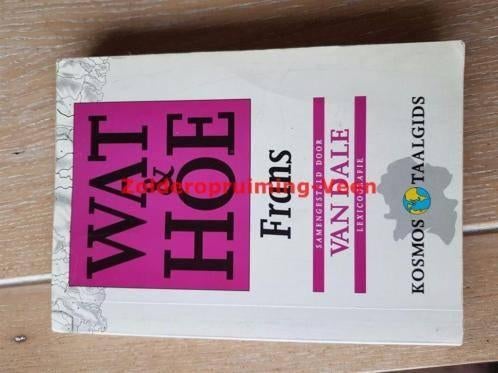 WAT
&
HOE
Frans
SAMENGESTELD DOOR
VAN DALE
LEXICOGRAFIE
KOSMOS TAALGIDS
Zolderopruiming-Veen